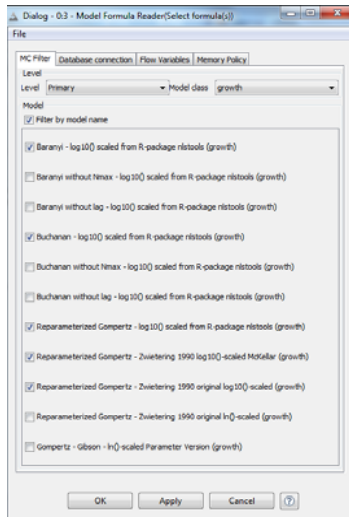 Dialog - 0:3 - Model Formula Reader(Select formula(s))
File
MC Filter Database connection Flow Variables Memory Policy
Level
Level Primary Model class growth
Model
Filter by model name
Baranyi - log10() scaled from R-package nlstools (growth)
Baranyi without Nmax - log10() scaled from R-package nlstools (growth)
Baranyi without lag - log10() scaled from R-package nlstools (growth)
Buchanan - log10() scaled from R-package nlstools (growth)
Buchanan without Nmax - log10() scaled from R-package nlstools (growth)
Buchanan without lag - log10() scaled from R-package nlstools (growth)
Reparameterized Gompertz - log10() scaled from R-package nlstools (growth)
Reparameterized Gompertz - Zwietering 1990 log10()-scaled McKellar (growth)
Reparameterized Gompertz - Zwietering 1990 original log10()-scaled (growth)
Reparameterized Gompertz - Zwietering 1990 original ln()-scaled (growth)
Gompertz - Gibson - ln()-scaled Parameter Version (growth)
OK Apply Cancel ?